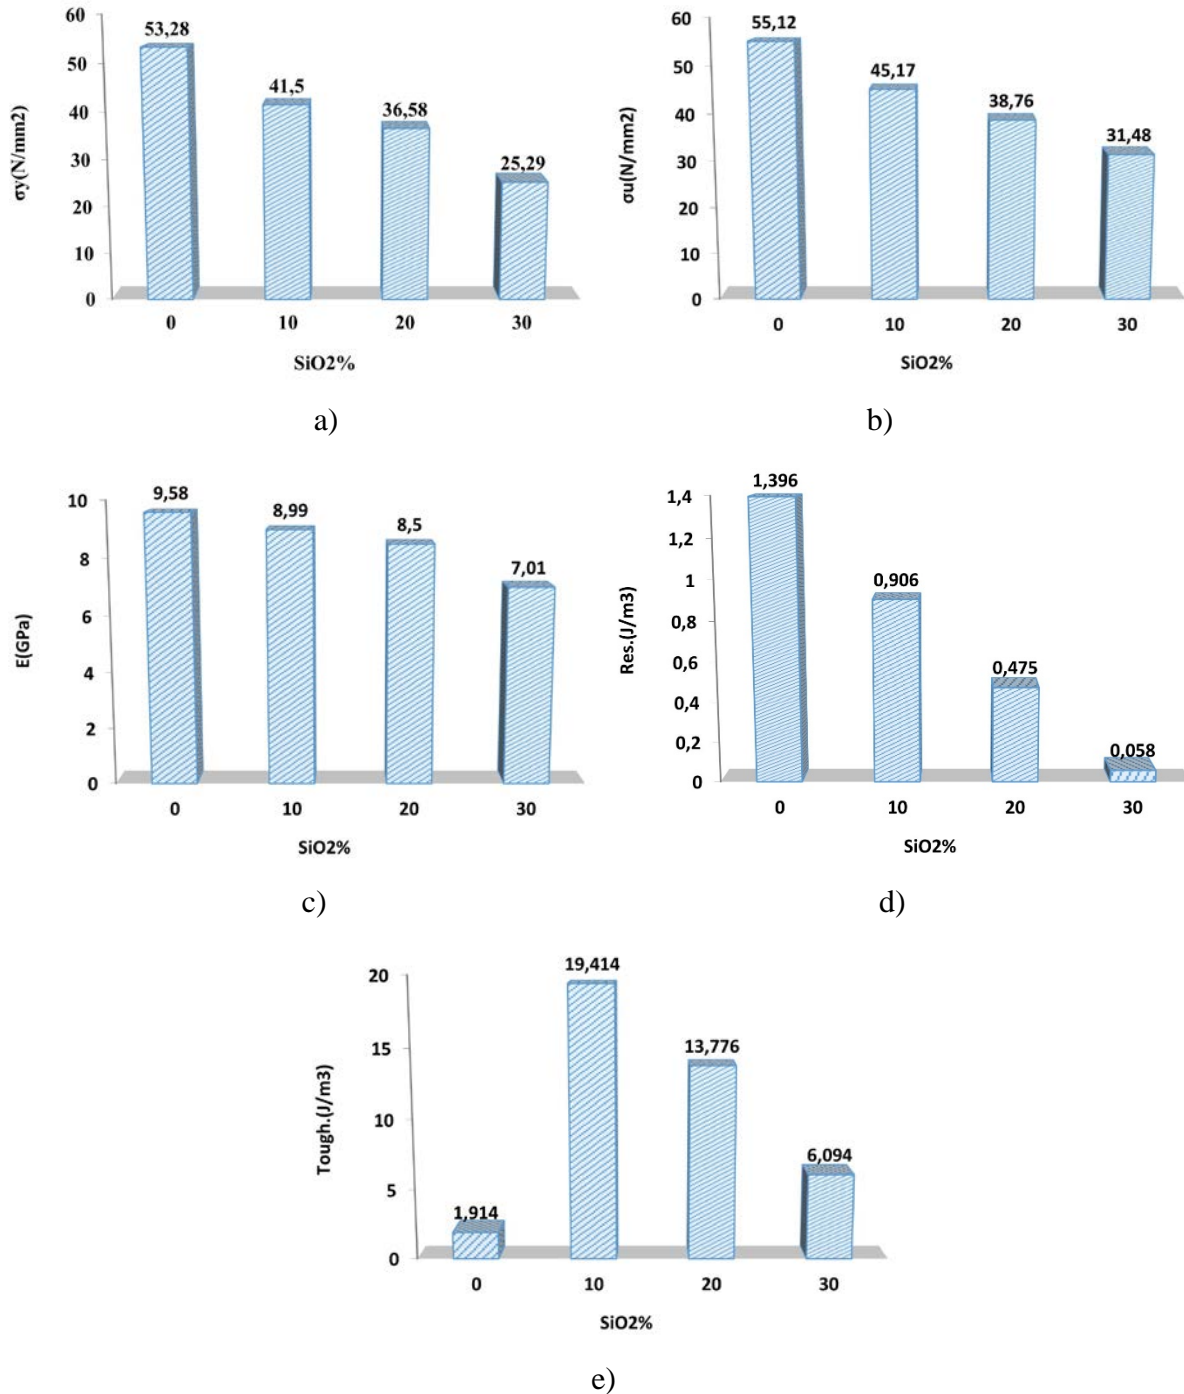 σy(N/mm2)
60
50
40
30
20
10
0
53,28
41,5
36,58
25,29
0 10 20 30
SiO2%
a)
σu(N/mm2)
60
50
40
30
20
10
0
55,12
45,17
38,76
31,48
0 10 20 30
SiO2%
b)
E(GPa)
10
8
6
4
2
0
9,58
8,99
8,5
7,01
0 10 20 30
SiO2%
c)
Res.(J/m3)
1,4
1,2
1
0,8
0,6
0,4
0,2
0
1,396
0,906
0,475
0,058
0 10 20 30
SiO2%
d)
Tough.(J/m3)
20
15
10
5
0
1,914
19,414
13,776
6,094
0 10 20 30
SiO2%
e)